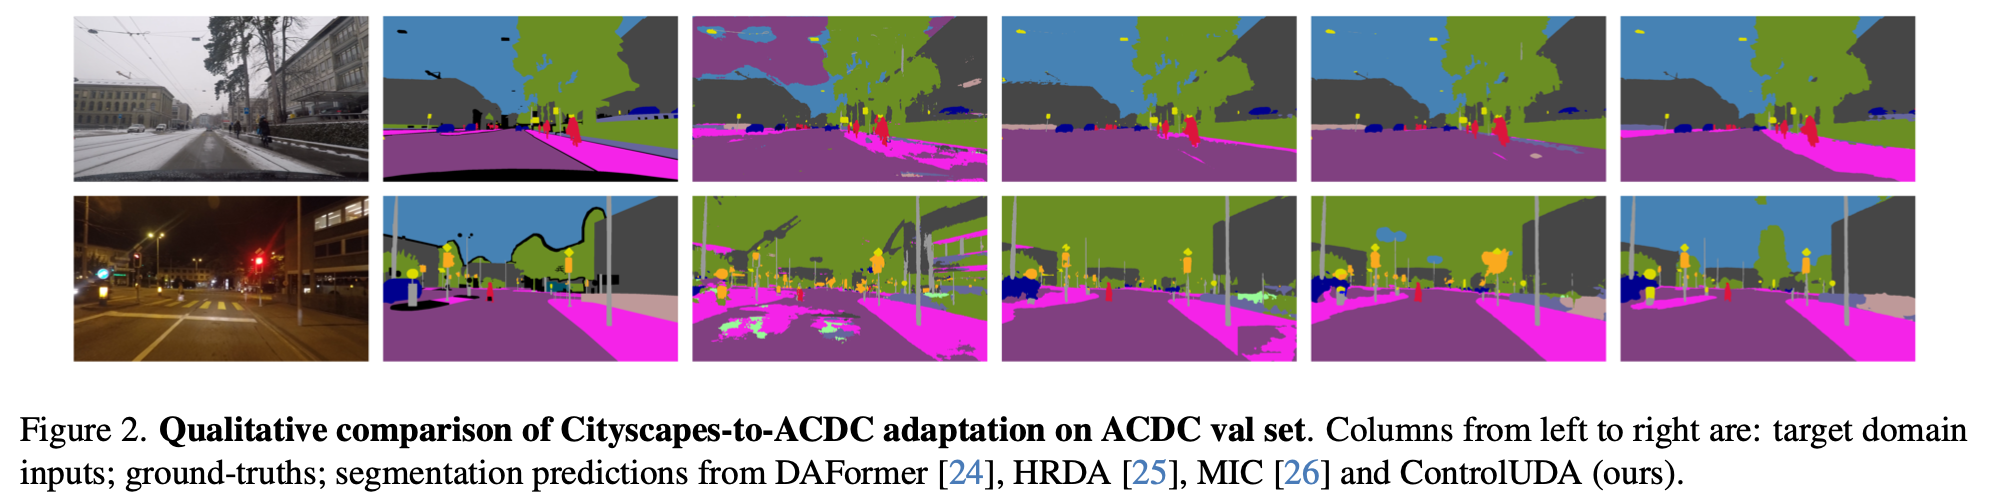 Figure 2. Qualitative comparison of Cityscapes-to-ACDC adaptation on ACDC val set. Columns from left to right are: target domain
inputs; ground-truths; segmentation predictions from DAFormer [24], HRDA [25], MIC [26] and ControlUDA (ours).